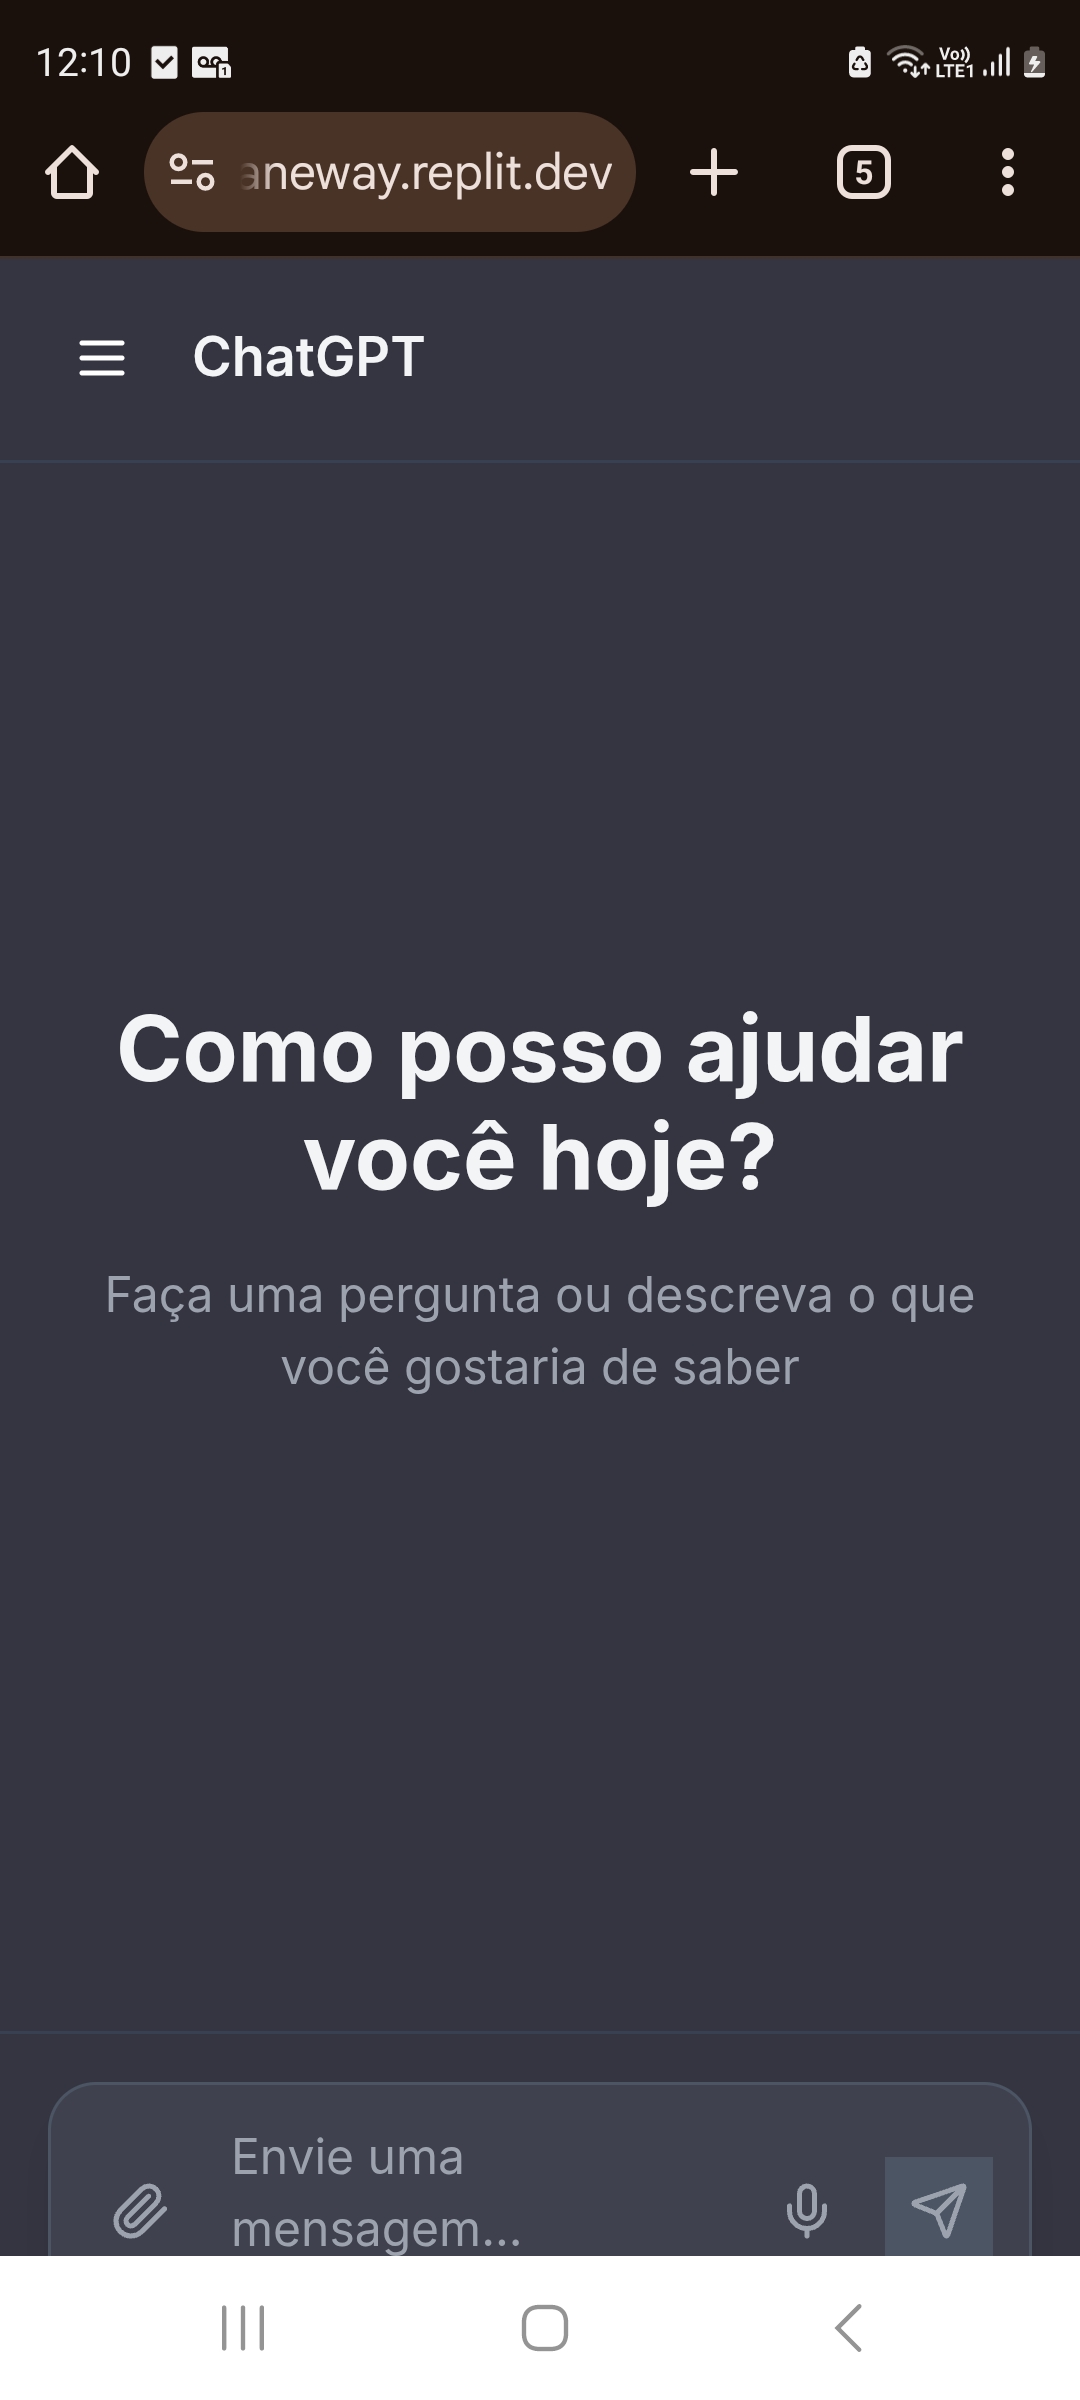 12:10
Vo))
LTE1
aneway.replit.dev
5
ChatGPT
Como posso ajudar
você hoje?
Faça uma pergunta ou descreva o que
você gostaria de saber
Envie uma
mensagem...